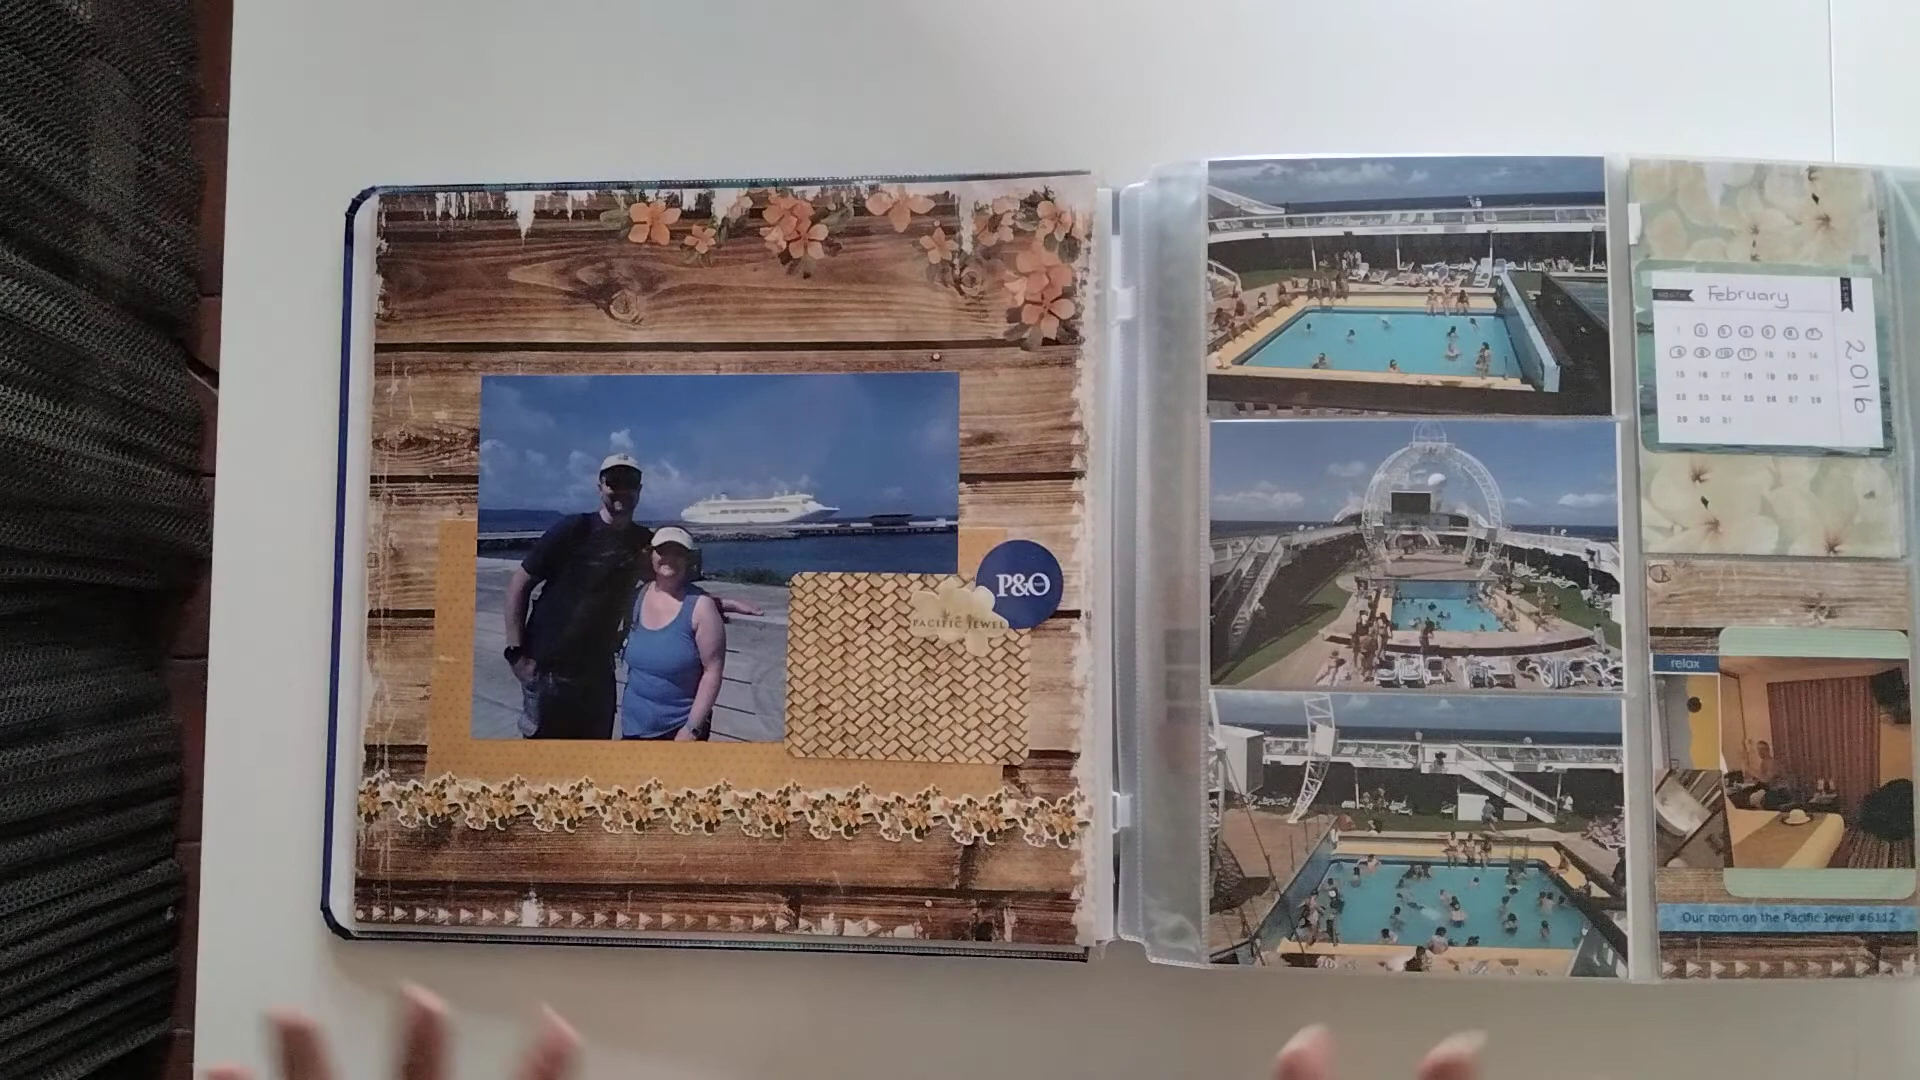 P&O
PACIFIC JEWEL
February
2016
1 2 3 4 5 6 7
8 9 10 11 12 13 14
15 16 17 18 19 20 21
22 23 24 25 26 27 28
29 30 31
relax
Our room on the Pacific Jewel #6112